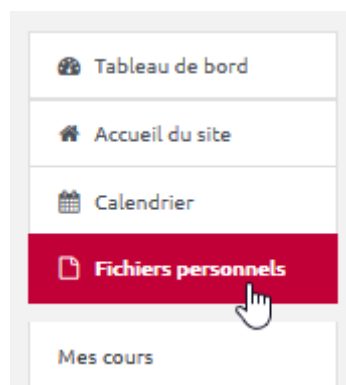 Tableau de bord
Accueil du site
Calendrier
Fichiers personnels
Mes cours